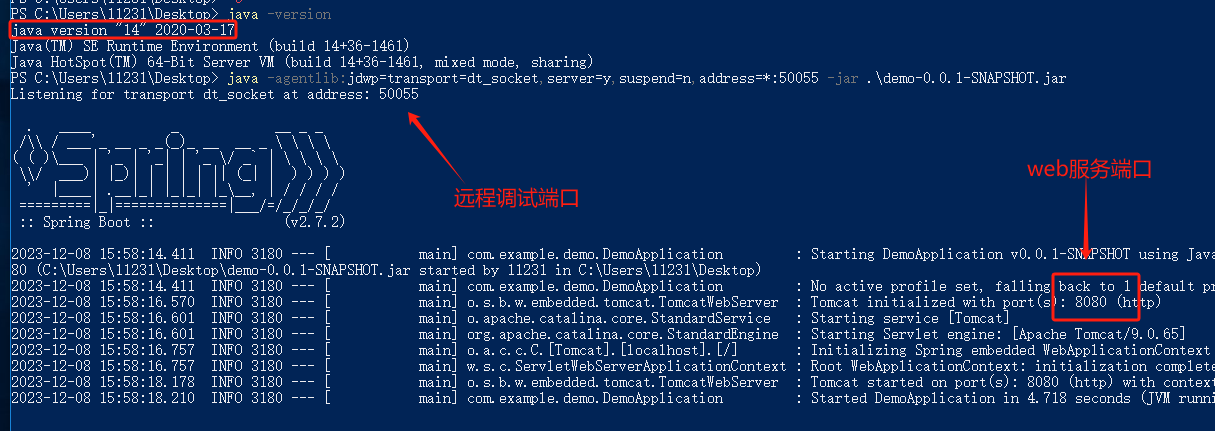 PS C:\Users\11231\Desktop> java -version
java version "14" 2020-03-17
Java(TM) SE Runtime Environment (build 14+36-1461)
Java HotSpot(TM) 64-Bit Server VM (build 14+36-1461, mixed mode, sharing)
PS C:\Users\11231\Desktop> java -agentlib:jdwp=transport=dt_socket,server=y,suspend=n,address=*:50055 -jar .\demo-0.0.1-SNAPSHOT.jar
Listening for transport dt_socket at address: 50055
远程调试端口
web服务端口
Spring
:: Spring Boot :: (v2.7.2)
2023-12-08 15:58:14.411 INFO 3180 --- [ main] com.example.demo.DemoApplication : Starting DemoApplication v0.0.1-SNAPSHOT using Java
80 (C:\Users\11231\Desktop\demo-0.0.1-SNAPSHOT.jar started by 11231 in C:\Users\11231\Desktop)
2023-12-08 15:58:14.411 INFO 3180 --- [ main] com.example.demo.DemoApplication : No active profile set, falling back to 1 default pr
2023-12-08 15:58:16.570 INFO 3180 --- [ main] o.s.b.w.embedded.tomcat.TomcatWebServer : Tomcat initialized with port(s): 8080 (http)
2023-12-08 15:58:16.601 INFO 3180 --- [ main] o.apache.catalina.core.StandardService : Starting service [Tomcat]
2023-12-08 15:58:16.601 INFO 3180 --- [ main] org.apache.catalina.core.StandardEngine : Starting Servlet engine: [Apache Tomcat/9.0.65]
2023-12-08 15:58:16.757 INFO 3180 --- [ main] o.a.c.c.C.[Tomcat].[localhost].[/] : Initializing Spring embedded WebApplicationContext
2023-12-08 15:58:16.757 INFO 3180 --- [ main] w.s.c.ServletWebServerApplicationContext : Root WebApplicationContext: initialization complete
2023-12-08 15:58:18.178 INFO 3180 --- [ main] o.s.b.w.embedded.tomcat.TomcatWebServer : Tomcat started on port(s): 8080 (http) with context
2023-12-08 15:58:18.210 INFO 3180 --- [ main] com.example.demo.DemoApplication : Started DemoApplication in 4.718 seconds (JVM runni